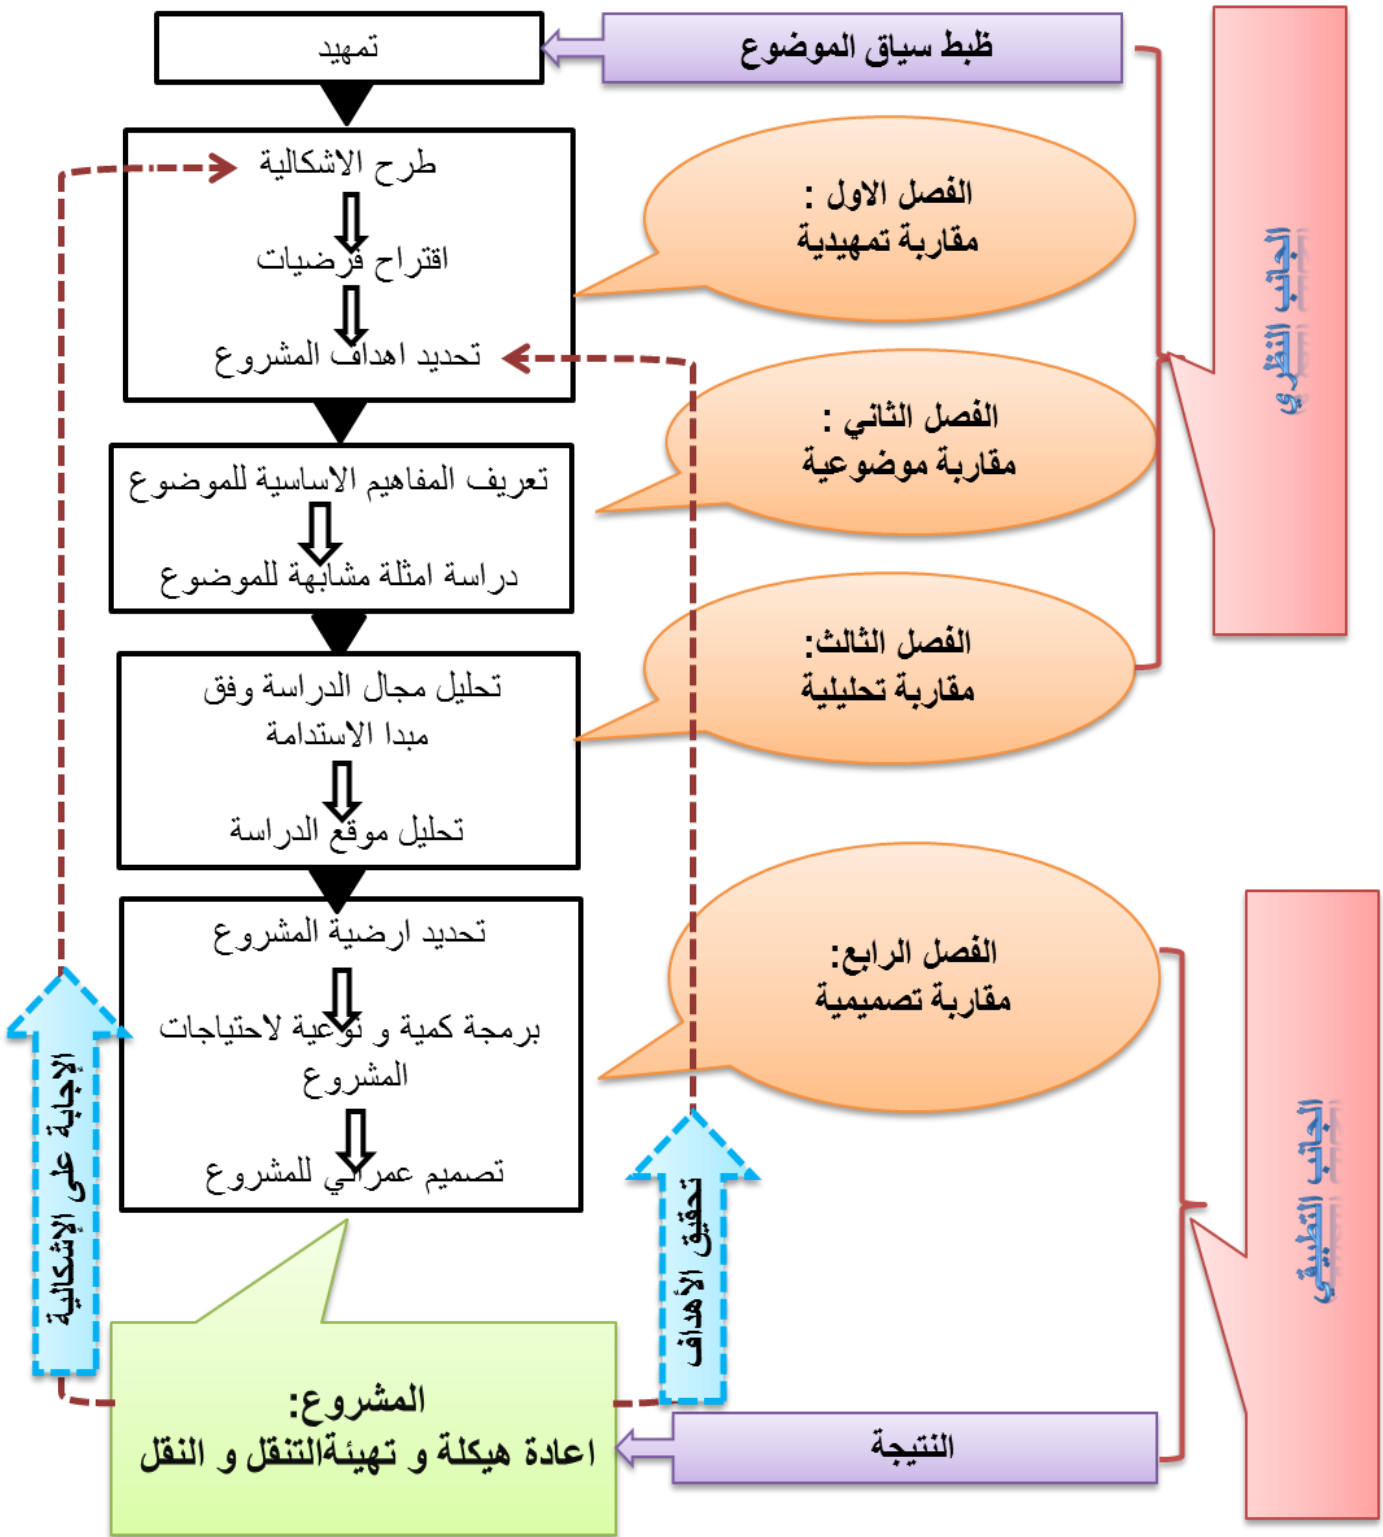 ظبط سياق الموضوع
تمهيد
الجانب النظري
الفصل الاول :
مقاربة تمهيدية
طرح الاشكالية
اقتراح فرضيات
تحديد اهداف المشروع
الفصل الثاني :
مقاربة موضوعية
تعريف المفاهيم الاساسية للموضوع
دراسة امثلة مشابهة للموضوع
الفصل الثالث:
مقاربة تحليلية
تحليل مجال الدراسة وفق
مبدا الاستدامة
تحليل موقع الدراسة
الجانب التطبيقي
الفصل الرابع:
مقاربة تصميمية
تحديد ارضية المشروع
برمجة كمية و نوعية لاحتياجات
المشروع
تصميم عمراني للمشروع
تحقيق الأهداف
الإجابة على الإشكالية
المشروع:
اعادة هيكلة و تهيئةالتنقل و النقل
النتيجة